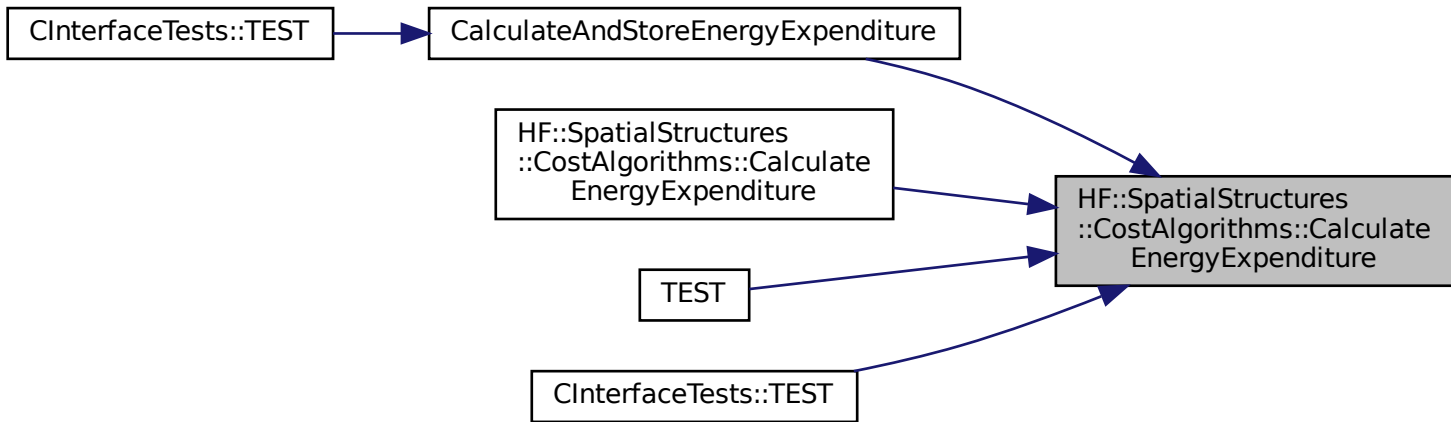 CInterfaceTests::TEST
CalculateAndStoreEnergyExpenditure
HF::SpatialStructures
::CostAlgorithms::Calculate
EnergyExpenditure
TEST
CInterfaceTests::TEST
HF::SpatialStructures
::CostAlgorithms::Calculate
EnergyExpenditure